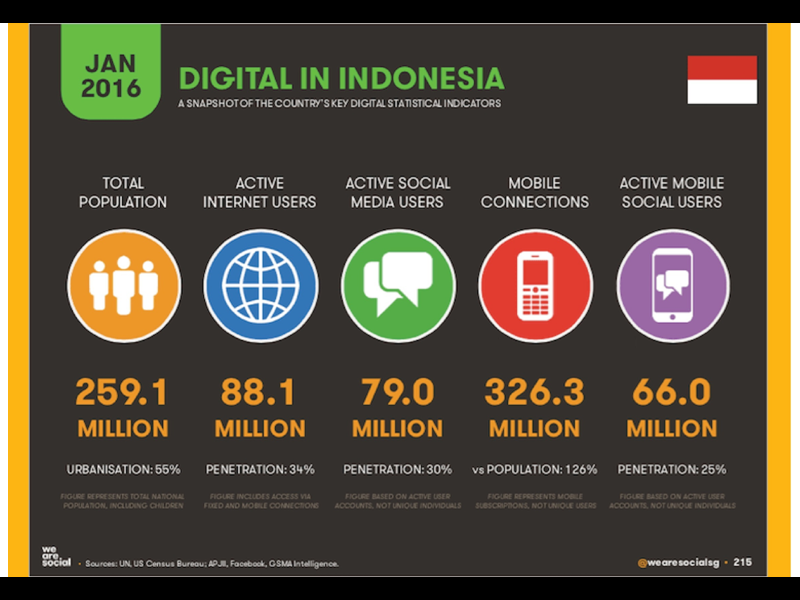 JAN
2016
DIGITAL IN INDONESIA
A SNAPSHOT OF THE COUNTRY'S KEY DIGITAL STATISTICAL INDICATORS
TOTAL
POPULATION
ACTIVE
INTERNET USERS
ACTIVE SOCIAL
MEDIA USERS
MOBILE
CONNECTIONS
ACTIVE MOBILE
SOCIAL USERS
259.1
MILLION
88.1
MILLION
79.0
MILLION
326.3
MILLION
66.0
MILLION
URBANISATION: 55%
PENETRATION: 34%
PENETRATION: 30%
vs POPULATION: 126%
PENETRATION: 25%
FIGURE REPRESENTS TOTAL NATIONAL
POPULATION, INCLUDING CHILDREN
FIGURE INCLUDES ACCESS VIA
FIXED AND MOBILE CONNECTIONS
FIGURE BASED ON ACTIVE USER
ACCOUNTS, NOT UNIQUE INDIVIDUALS
FIGURE REPRESENTS MOBILE
SUBSCRIPTIONS, NOT UNIQUE USERS
FIGURE BASED ON ACTIVE USER
ACCOUNTS, NOT UNIQUE INDIVIDUALS
we
are
social
• Sources: UN, US Census Bureau; APJII, Facebook, GSMA Intelligence.
@wearesocialsg • 215